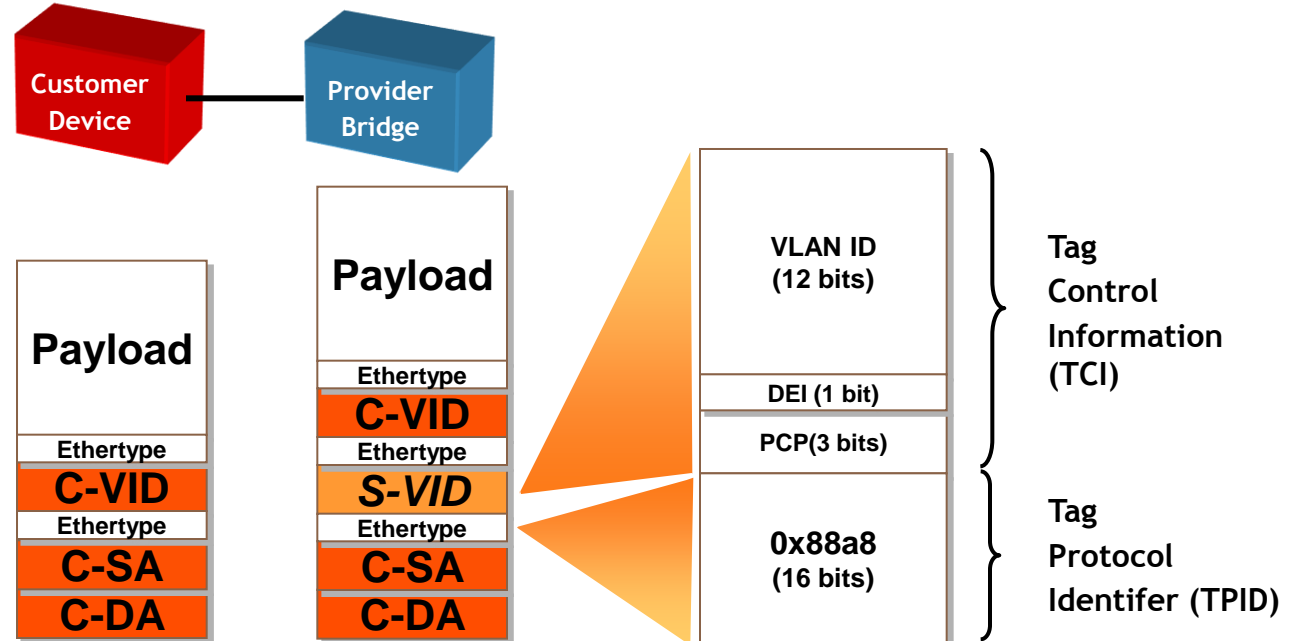 Customer
Device
Provider
Bridge
Payload
Ethertype
C-VID
Ethertype
C-SA
C-DA
Payload
Ethertype
C-VID
Ethertype
S-VID
Ethertype
C-SA
C-DA
VLAN ID
(12 bits)
DEI (1 bit)
PCP(3 bits)
0x88a8
(16 bits)
Tag
Control
Information
(TCI)
Tag
Protocol
Identifer (TPID)